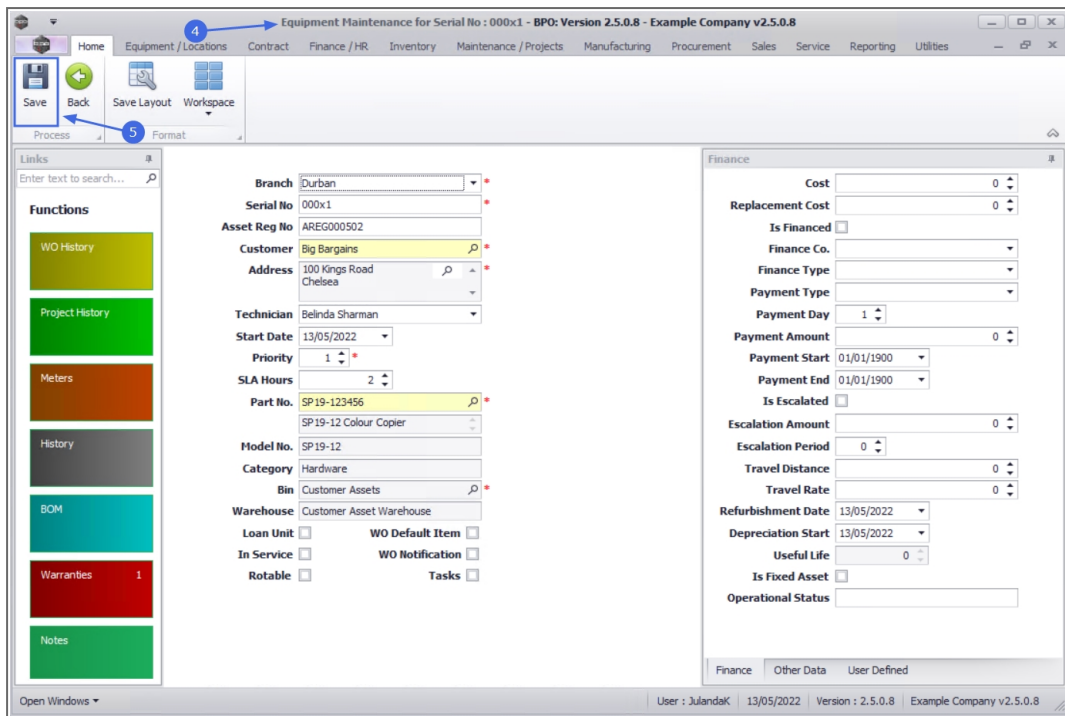 4
Equipment Maintenance for Serial No : 000x1 - BPO: Version 2.5.0.8 - Example Company v2.5.0.8
Home Equipment / Locations Contract Finance / HR Inventory Maintenance / Projects Manufacturing Procurement Sales Service Reporting Utilities
Save Back Save Layout Workspace
5
Process Format
Links
Enter text to search...
Functions
WO History
Project History
Meters
History
BOM
Warranties 1
Notes
Branch Durban *
Serial No 000x1 *
Asset Reg No AREG000502
Customer Big Bargains *
Address 100 Kings Road *
Chelsea
Technician Belinda Sharman
Start Date 13/05/2022
Priority 1 *
SLA Hours 2
Part No. SP19-123456 *
SP19-12 Colour Copier
Model No. SP19-12
Category Hardware
Bin Customer Assets *
Warehouse Customer Asset Warehouse
Loan Unit WO Default Item
In Service WO Notification
Rotable Tasks
Finance
Cost 0
Replacement Cost 0
Is Financed
Finance Co.
Finance Type
Payment Type
Payment Day 1
Payment Amount 0
Payment Start 01/01/1900
Payment End 01/01/1900
Is Escalated
Escalation Amount 0
Escalation Period 0
Travel Distance 0
Travel Rate 0
Refurbishment Date 13/05/2022
Depreciation Start 13/05/2022
Useful Life 0
Is Fixed Asset
Operational Status
Finance Other Data User Defined
Open Windows User : JulandaK 13/05/2022 Version : 2.5.0.8 Example Company v2.5.0.8